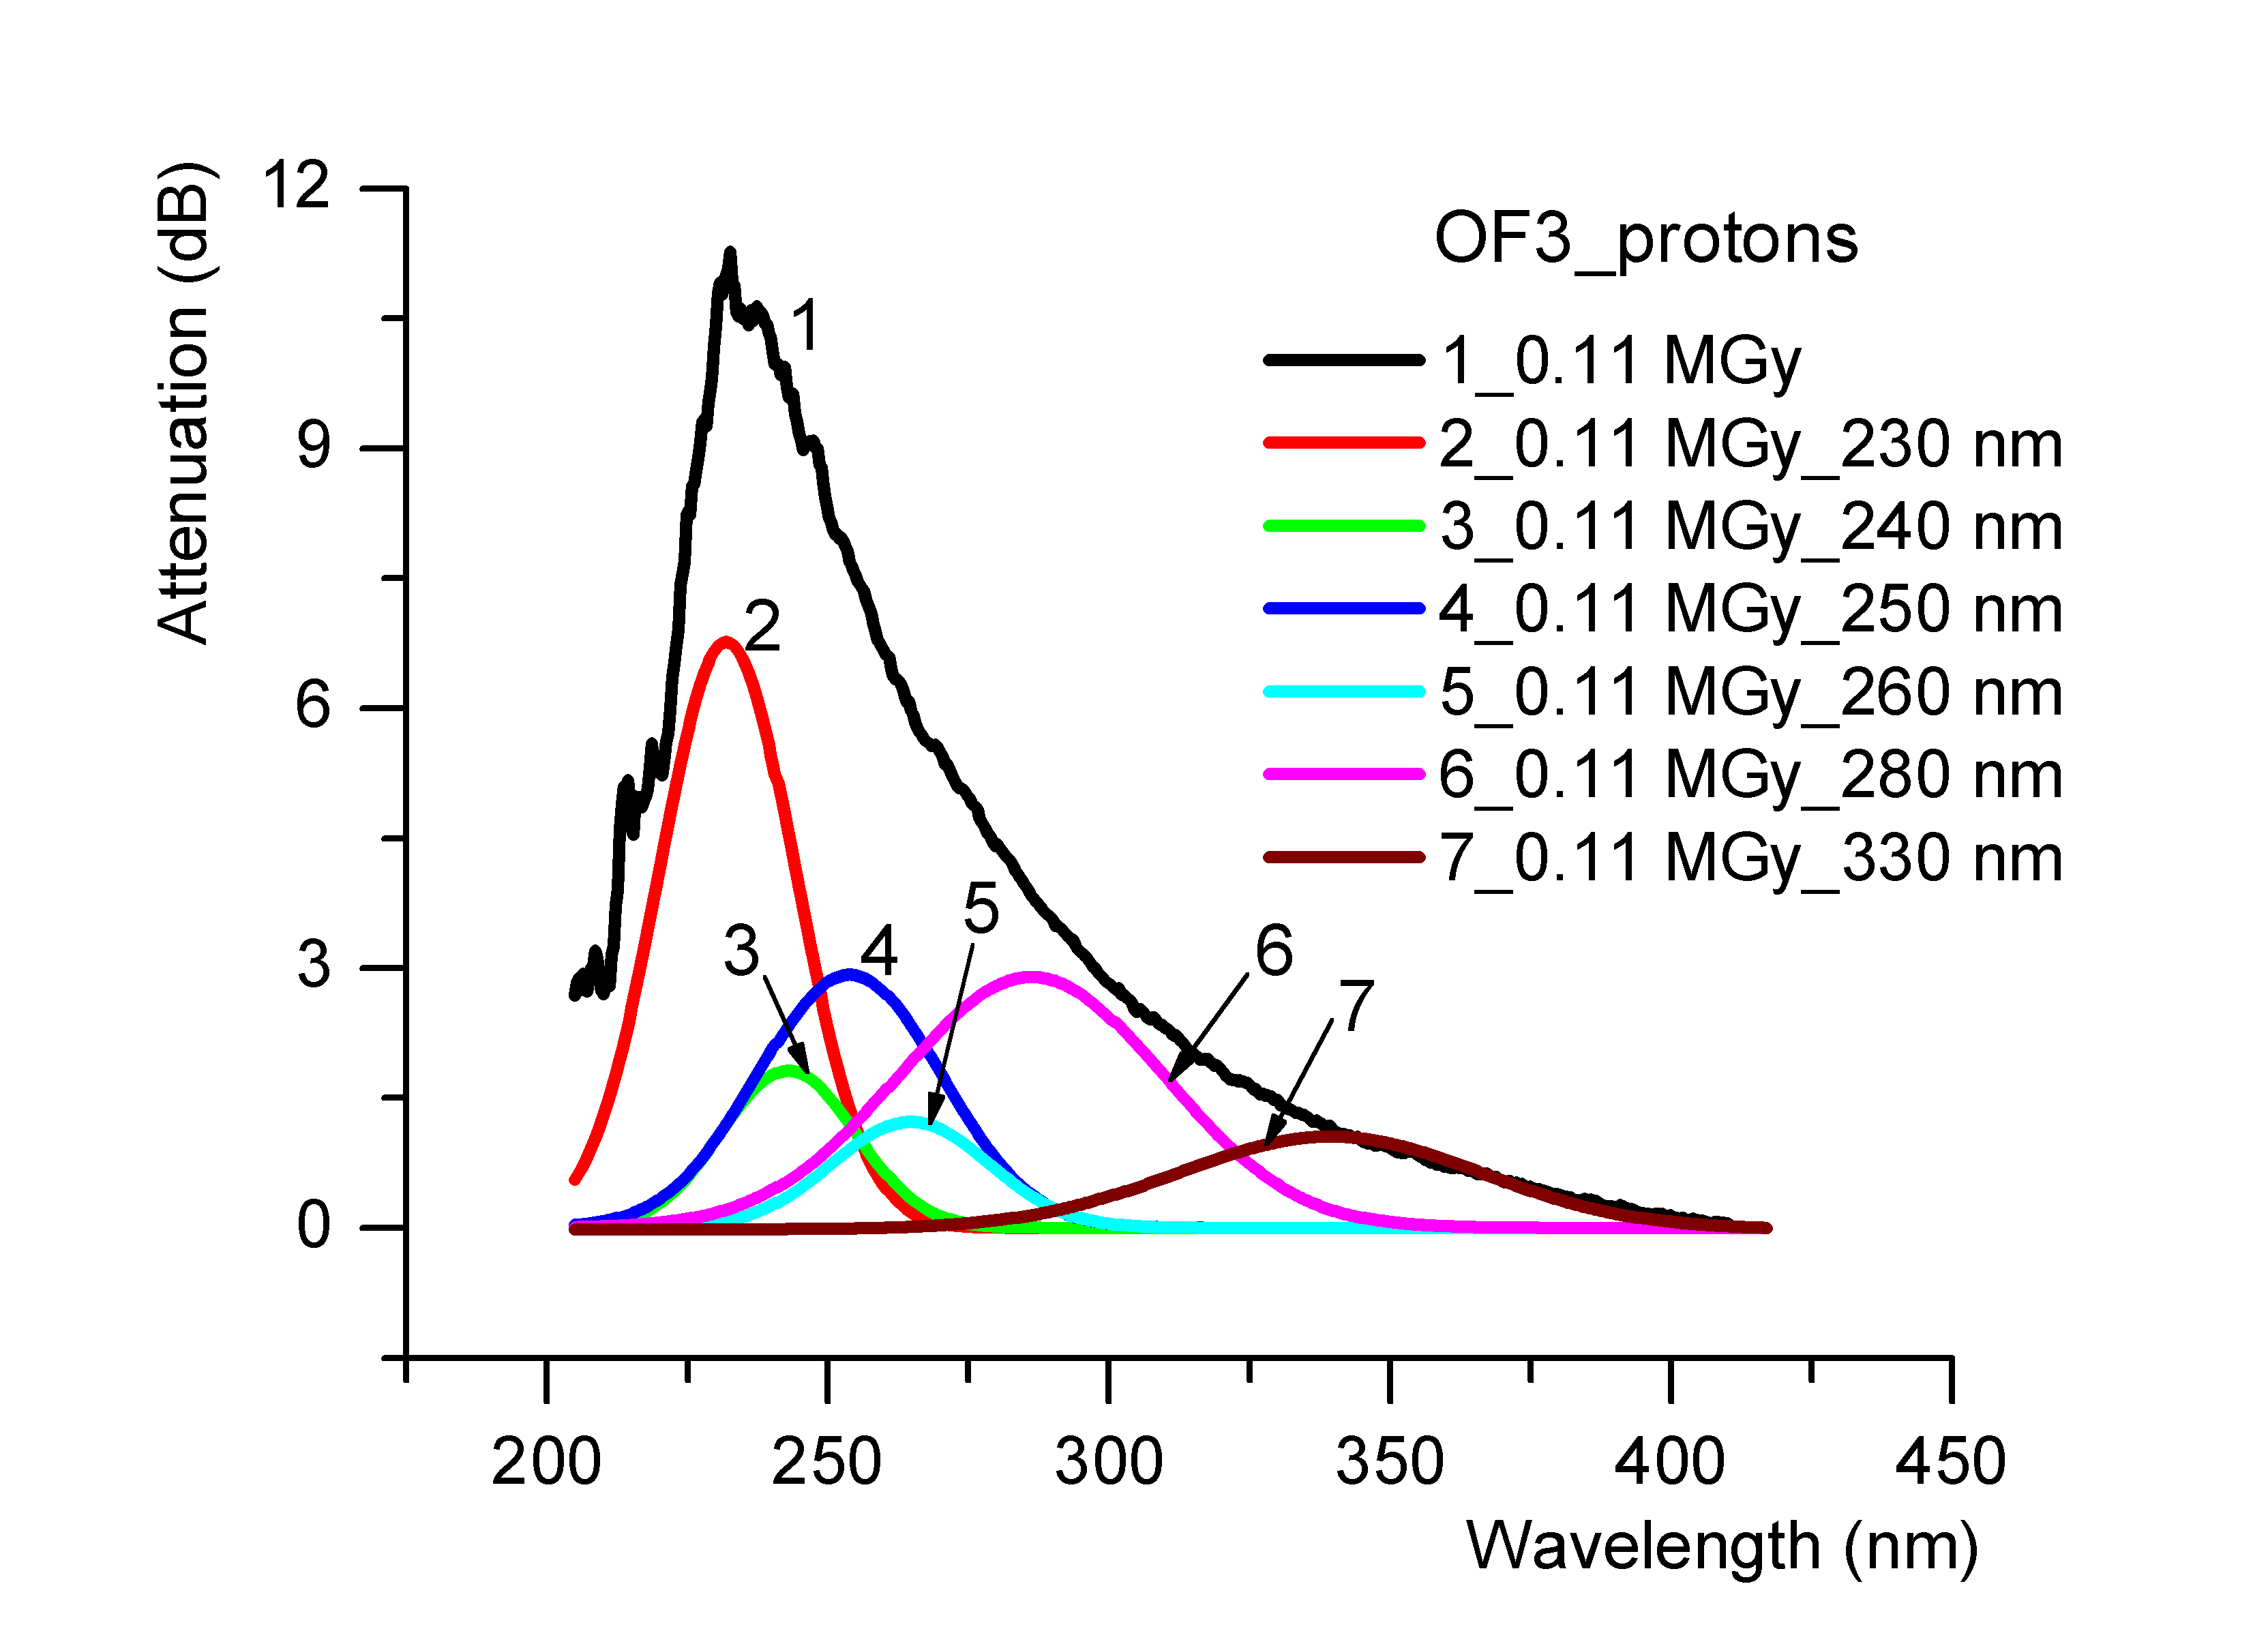 Attenuation (dB)
12
9
6
3
0
OF3_protons
1_0.11 MGy
2_0.11 MGy_230 nm
3_0.11 MGy_240 nm
4_0.11 MGy_250 nm
5_0.11 MGy_260 nm
6_0.11 MGy_280 nm
7_0.11 MGy_330 nm
1
2
3
4
5
6
7
200 250 300 350 400 450
Wavelength (nm)